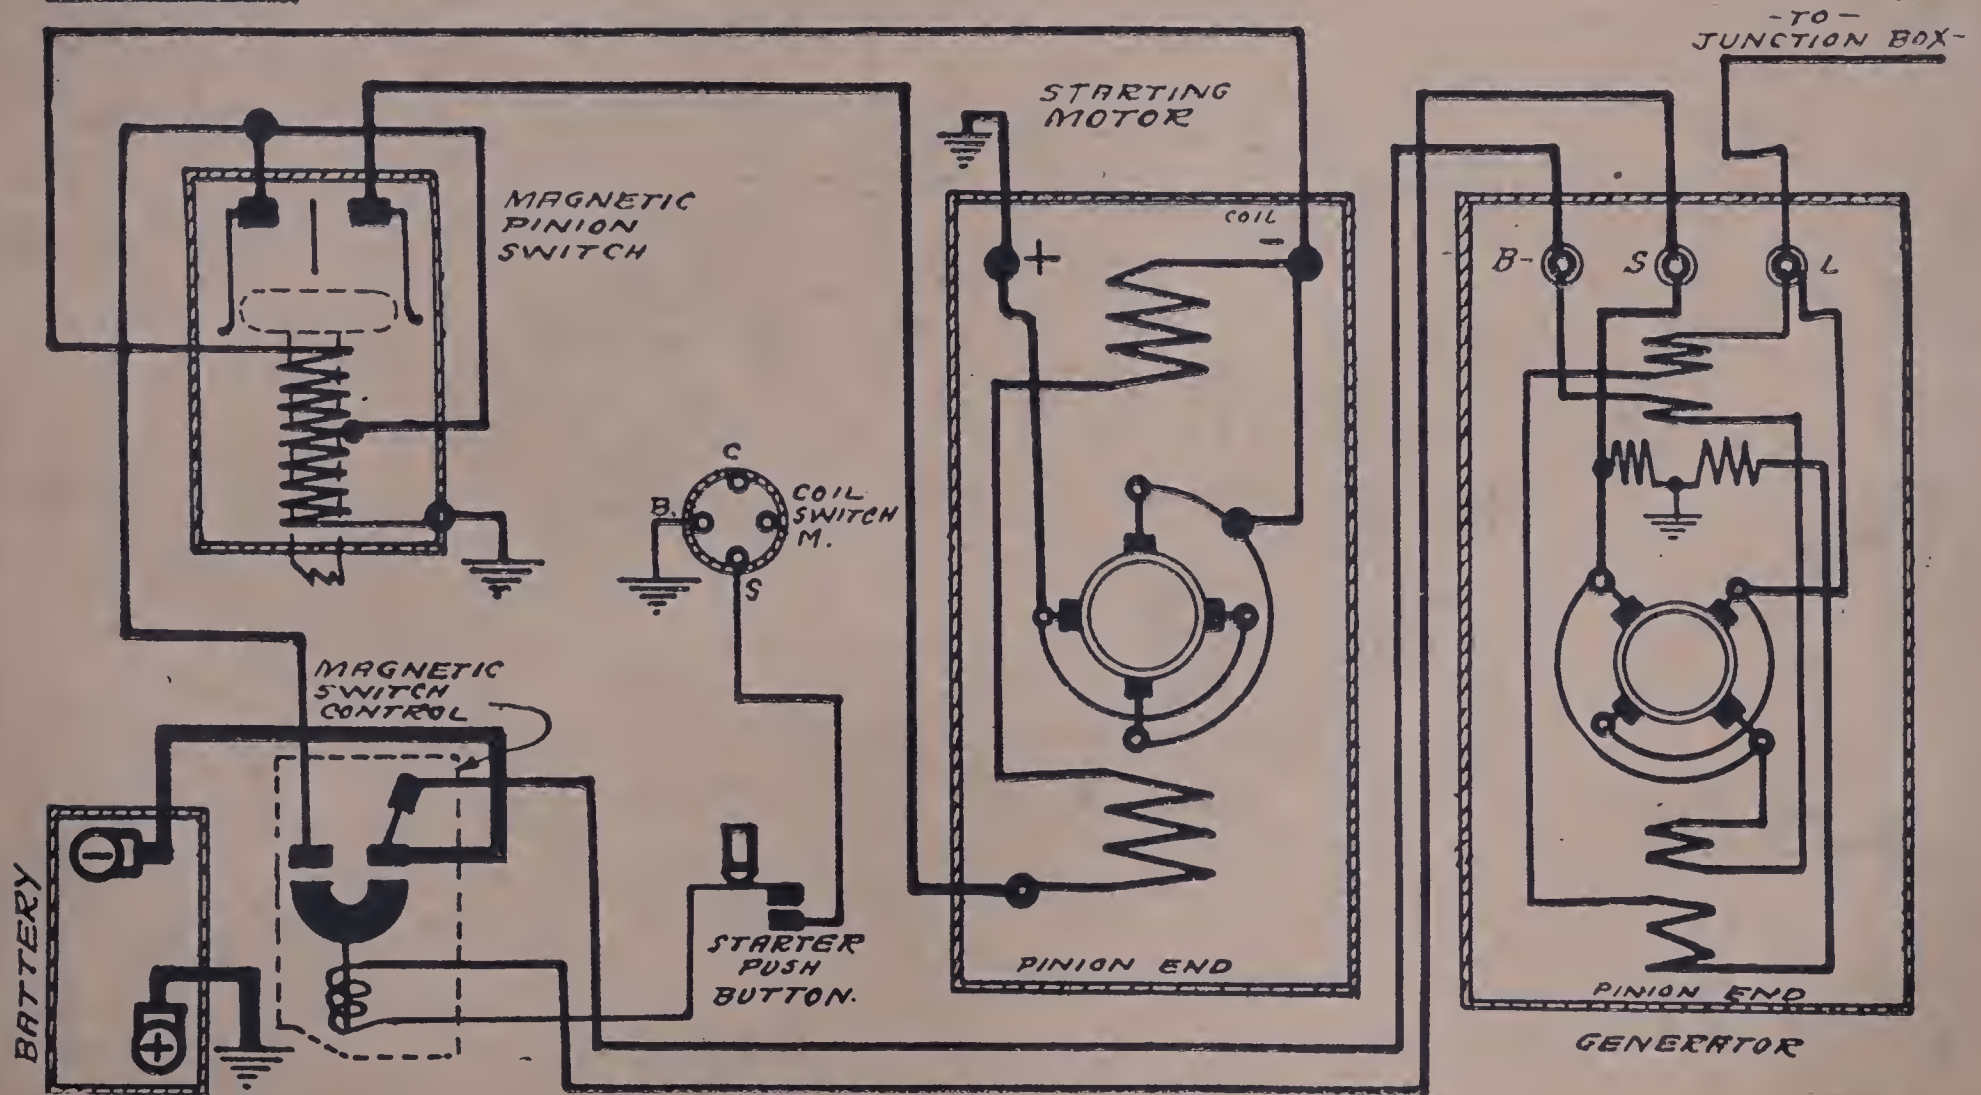 -TO-
JUNCTION BOX-
STARTING
MOTOR
MAGNETIC
PINION
SWITCH
COIL
+
-
B-
S
L
C
B.
COIL
SWITCH
M.
S
MAGNETIC
SWITCH
CONTROL
BATTERY
-
+
STARTER
PUSH
BUTTON.
PINION END
PINION END
GENERATOR